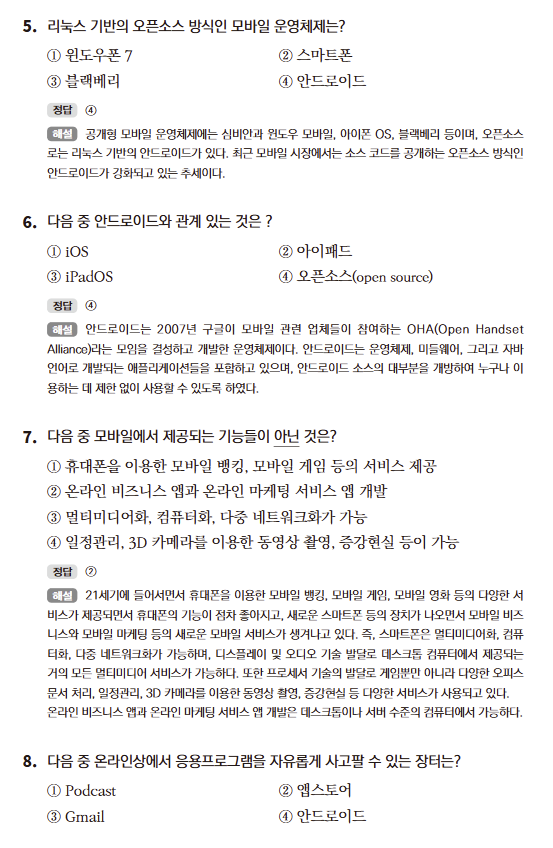 5. 리눅스 기반의 오픈소스 방식인 모바일 운영체제는?
① 윈도우폰 7 ② 스마트폰
③ 블랙베리 ④ 안드로이드
정답 ④
해설 공개형 모바일 운영체제에는 심비안과 윈도우 모바일, 아이폰 OS, 블랙베리 등이며, 오픈소스
로는 리눅스 기반의 안드로이드가 있다. 최근 모바일 시장에서는 소스 코드를 공개하는 오픈소스 방식인
안드로이드가 강화되고 있는 추세이다.
6. 다음 중 안드로이드와 관계 있는 것은 ?
① iOS ② 아이패드
③ iPadOS ④ 오픈소스(open source)
정답 ④
해설 안드로이드는 2007년 구글이 모바일 관련 업체들이 참여하는 OHA(Open Handset
Alliance)라는 모임을 결성하고 개발한 운영체제이다. 안드로이드는 운영체제, 미들웨어, 그리고 자바
언어로 개발되는 애플리케이션들을 포함하고 있으며, 안드로이드 소스의 대부분을 개방하여 누구나 이
용하는 데 제한 없이 사용할 수 있도록 하였다.
7. 다음 중 모바일에서 제공되는 기능들이 아닌 것은?
① 휴대폰을 이용한 모바일 뱅킹, 모바일 게임 등의 서비스 제공
② 온라인 비즈니스 앱과 온라인 마케팅 서비스 앱 개발
③ 멀티미디어화, 컴퓨터화, 다중 네트워크화가 가능
④ 일정관리, 3D 카메라를 이용한 동영상 촬영, 증강현실 등이 가능
정답 ②
해설 21세기에 들어서면서 휴대폰을 이용한 모바일 뱅킹, 모바일 게임, 모바일 영화 등의 다양한 서
비스가 제공되면서 휴대폰의 기능이 점차 좋아지고, 새로운 스마트폰 등의 장치가 나오면서 모바일 비즈
니스와 모바일 마케팅 등의 새로운 모바일 서비스가 생겨나고 있다. 즉, 스마트폰은 멀티미디어화, 컴퓨
터화, 다중 네트워크화가 가능하며, 디스플레이 및 오디오 기술 발달로 데스크톱 컴퓨터에서 제공되는
거의 모든 멀티미디어 서비스가 가능하다. 또한 프로세서 기술의 발달로 게임뿐만 아니라 다양한 오피스
문서 처리, 일정관리, 3D 카메라를 이용한 동영상 촬영, 증강현실 등 다양한 서비스가 사용되고 있다.
온라인 비즈니스 앱과 온라인 마케팅 서비스 앱 개발은 데스크톱이나 서버 수준의 컴퓨터에서 가능하다.
8. 다음 중 온라인상에서 응용프로그램을 자유롭게 사고팔 수 있는 장터는?
① Podcast ② 앱스토어
③ Gmail ④ 안드로이드